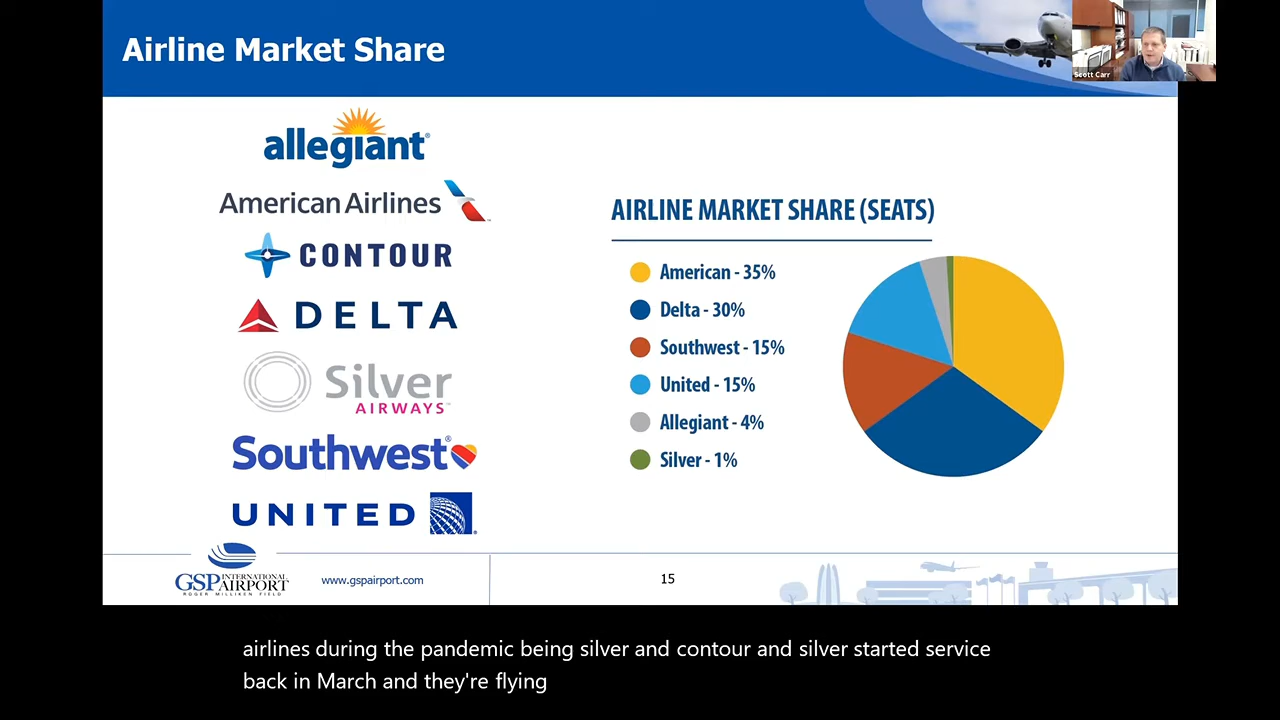 Airline Market Share
Scott Carr
allegiant®
American Airlines
CONTOUR
DELTA
Silver
AIRWAYS™
Southwest®
UNITED
AIRLINE MARKET SHARE (SEATS)
American - 35%
Delta - 30%
Southwest - 15%
United - 15%
Allegiant - 4%
Silver - 1%
GSP INTERNATIONAL
AIRPORT
ROGER MILLIKEN FIELD
www.gspairport.com
15
airlines during the pandemic being silver and contour and silver started service
back in March and they're flying